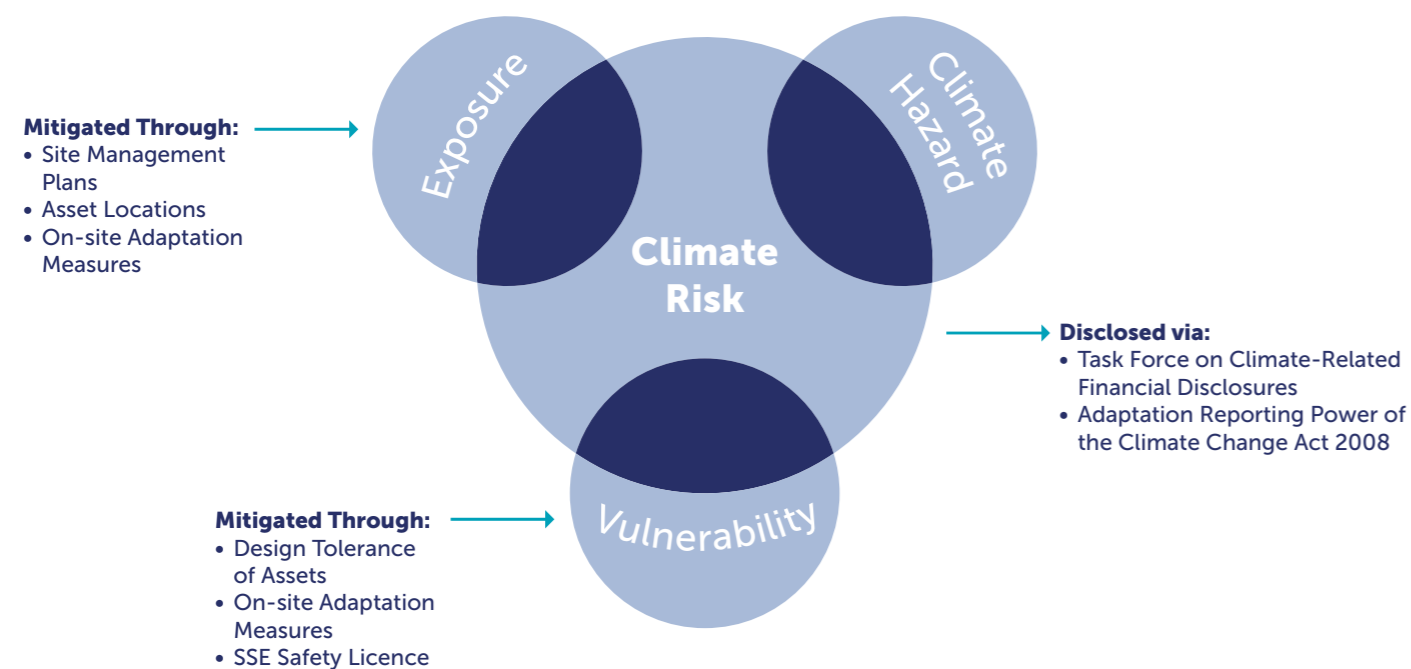 Exposure
Climate
Hazard
Mitigated Through:
• Site Management
Plans
• Asset Locations
• On-site Adaptation
Measures
Climate
Risk
Disclosed via:
• Task Force on Climate-Related
Financial Disclosures
• Adaptation Reporting Power of
the Climate Change Act 2008
Mitigated Through:
• Design Tolerance
of Assets
• On-site Adaptation
Measures
• SSE Safety Licence
Vulnerability